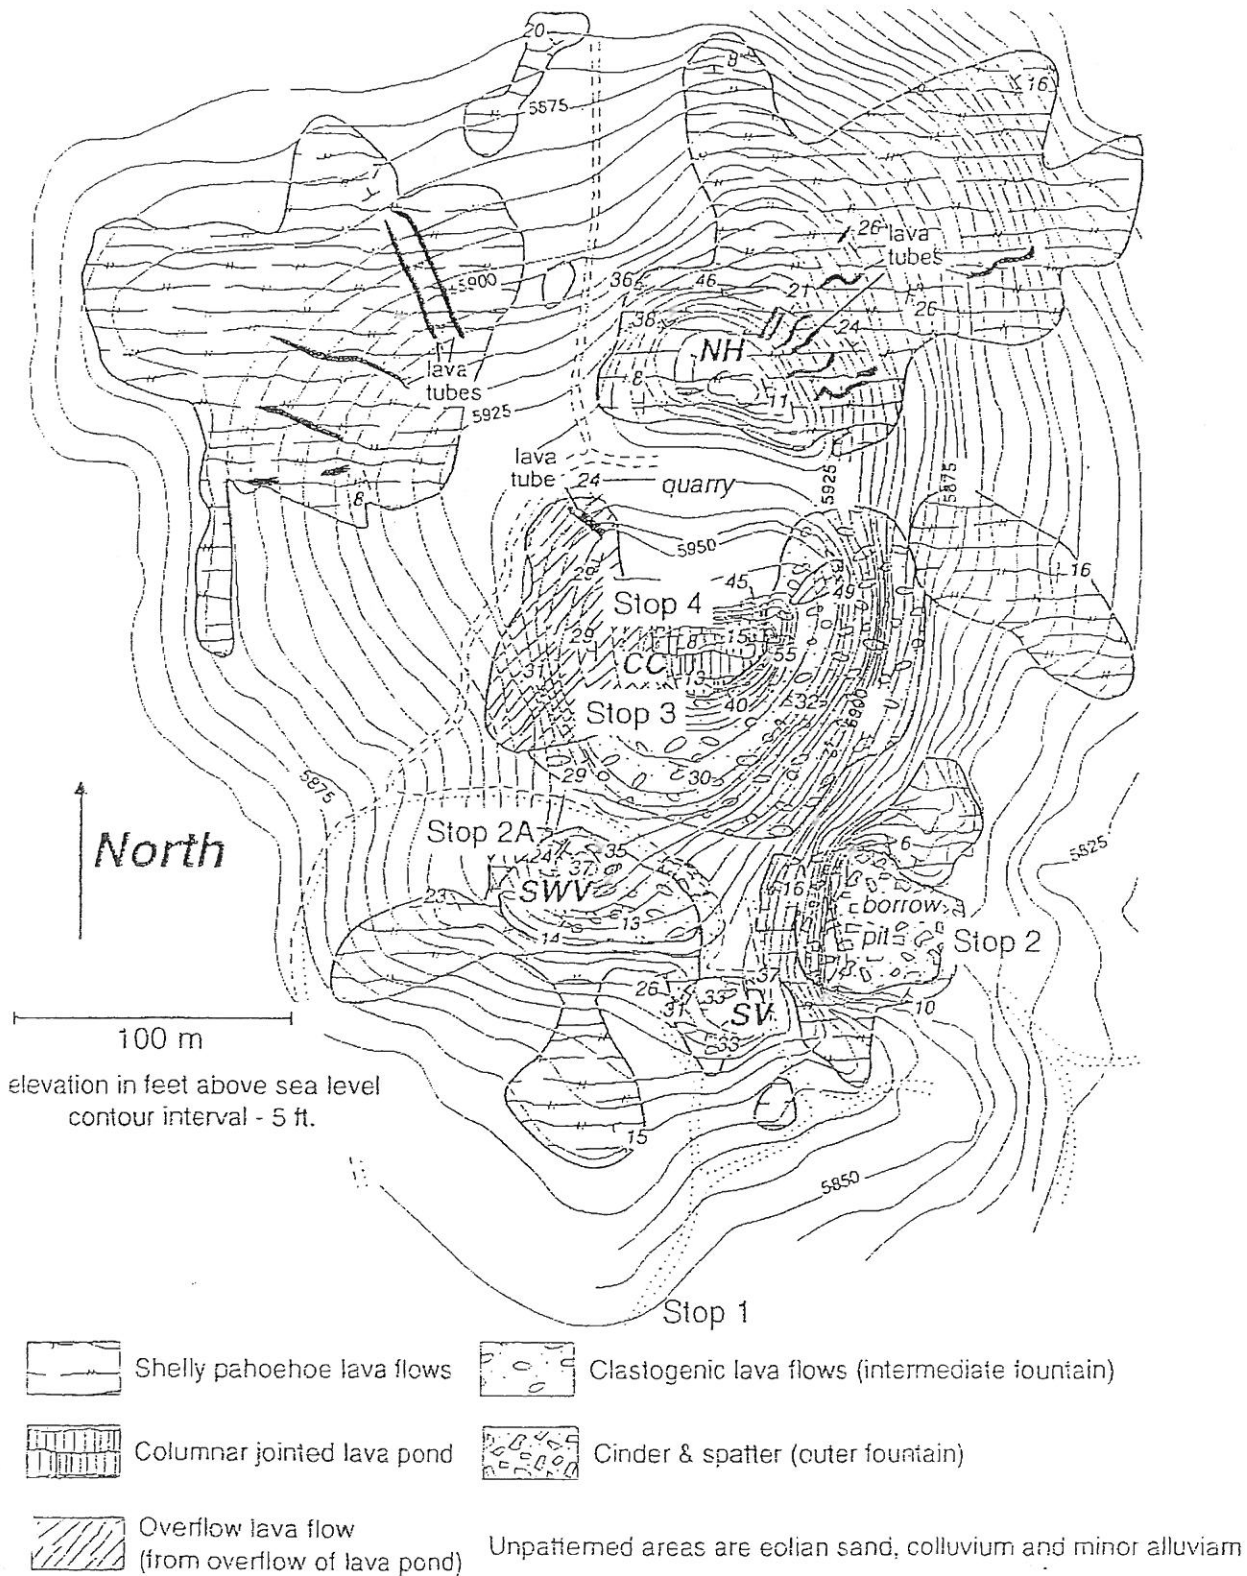 20
8
16
5875
26
lava
tubes
5900
36
46
21
26
38
24
NH
8
11
lava
tubes
5925
lava
tube
24
quarry
5925
5875
8
5950
29
45
49
16
Stop 4
29
8
15
CC
55
31
13
40
32
Stop 3
5900
29
30
5875
North
Stop 2A
24
35
37
6
5825
SWV
16
borrow
23
13
pit
Stop 2
14
26
33
37
31
SV
10
33
100 m
elevation in feet above sea level
contour interval - 5 ft.
15
5850
Stop 1
Shelly pahoehoe lava flows
Clastogenic lava flows (intermediate fountain)
Columnar jointed lava pond
Cinder & spatter (outer fountain)
Overflow lava flow
(from overflow of lava pond)
Unpatterned areas are eolian sand, colluvium and minor alluviam